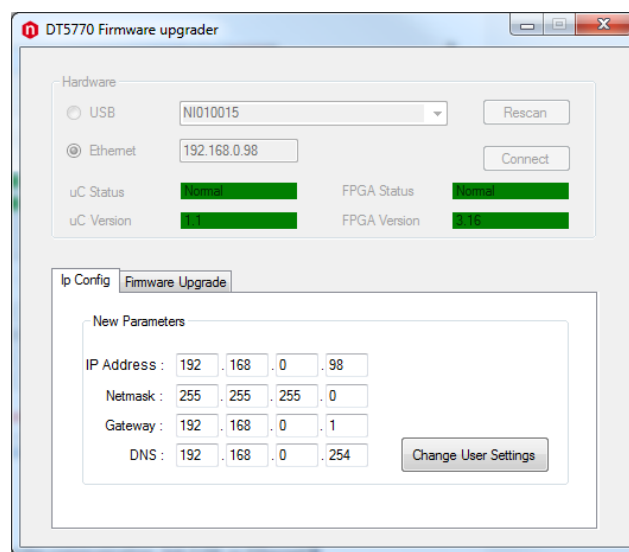 DT5770 Firmware upgrader
Hardware
USB NI010015 Rescan
Ethernet 192.168.0.98 Connect
uC Status Normal FPGA Status Normal
uC Version 1.1 FPGA Version 3.16
Ip Config Firmware Upgrade
New Parameters
IP Address : 192 . 168 . 0 . 98
Netmask : 255 . 255 . 255 . 0
Gateway : 192 . 168 . 0 . 1
DNS : 192 . 168 . 0 . 254 Change User Settings